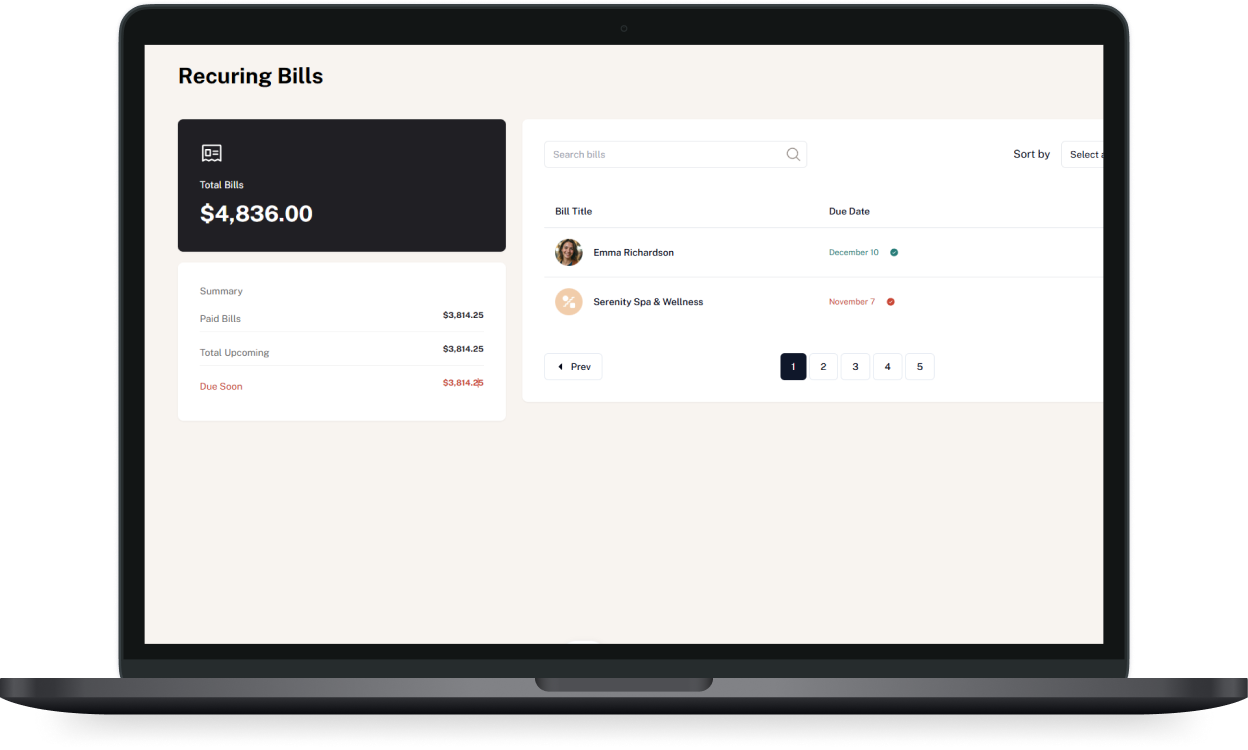 Recuring Bills
Total Bills
$4,836.00
Summary
Paid Bills $3,814.25
Total Upcoming $3,814.25
Due Soon $3,814.25
Search bills
Sort by Select a
Bill Title Due Date
Emma Richardson December 10
Serenity Spa & Wellness November 7
Prev 1 2 3 4 5